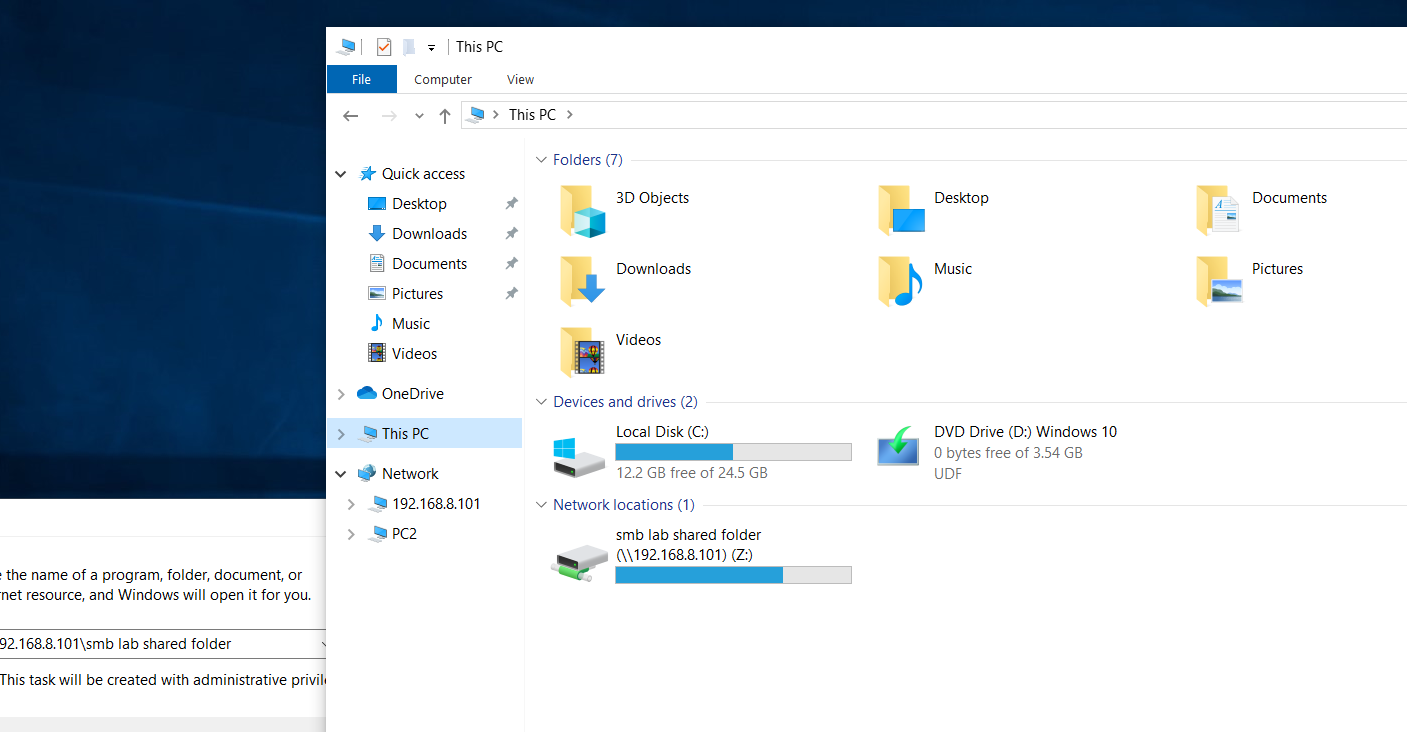 This PC
File
Computer
View
This PC
Quick access
Desktop
Downloads
Documents
Pictures
Music
Videos
OneDrive
This PC
Network
192.168.8.101
PC2
Folders (7)
3D Objects
Desktop
Documents
Downloads
Music
Pictures
Videos
Devices and drives (2)
Local Disk (C:)
12.2 GB free of 24.5 GB
DVD Drive (D:) Windows 10
0 bytes free of 3.54 GB
UDF
Network locations (1)
smb lab shared folder
(\\192.168.8.101) (Z:)
the name of a program, folder, document, or
resource, and Windows will open it for you.
92.168.8.101\smb lab shared folder
This task will be created with administrative